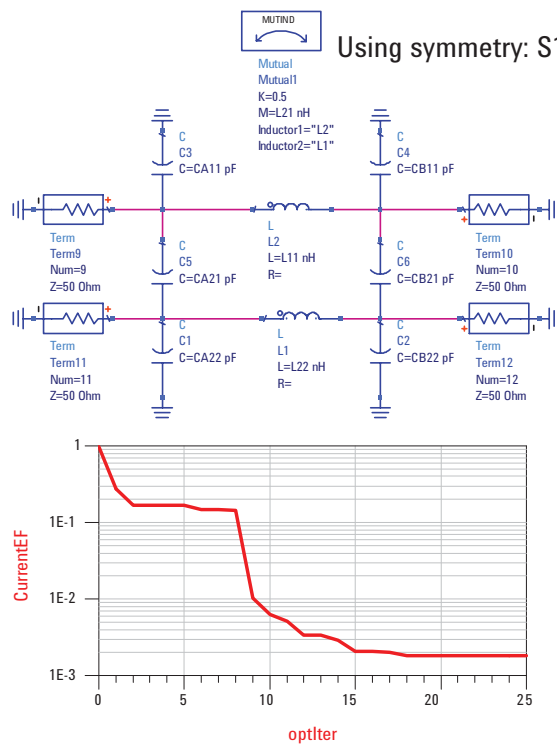 MUTIND
Using symmetry: S1
Mutual
Mutual1
K=0.5
M=L21 nH
Inductor1="L2"
Inductor2="L1"
C
C3
C=CA11 pF
C
C4
C=CB11 pF
Term
Term9
Num=9
Z=50 Ohm
C
C5
C=CA21 pF
L
L2
L=L11 nH
R=
C
C6
C=CB21 pF
Term
Term10
Num=10
Z=50 Ohm
Term
Term11
Num=11
Z=50 Ohm
C
C1
C=CA22 pF
L
L1
L=L22 nH
R=
C
C2
C=CB22 pF
Term
Term12
Num=12
Z=50 Ohm
1
1E-1
1E-2
1E-3
CurrentEF
0
5
10
15
20
25
optIter